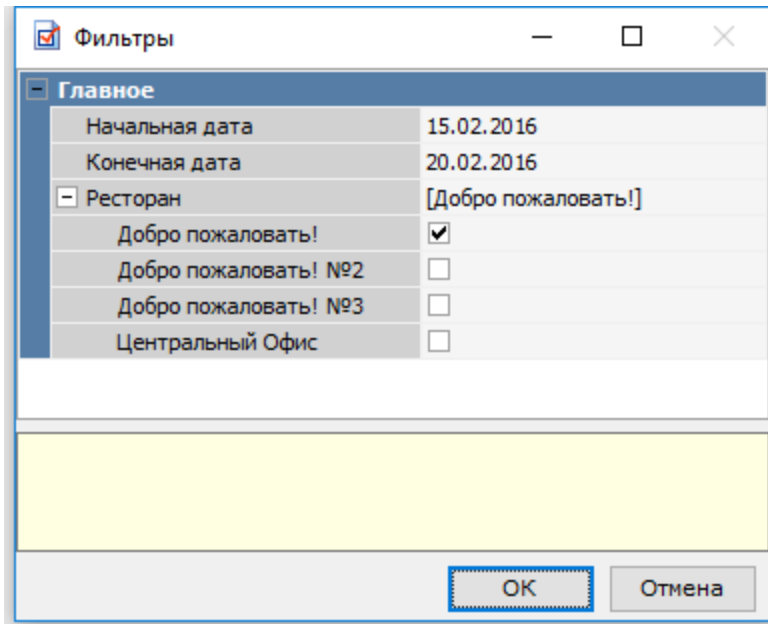 Фильтры
Главное
Начальная дата 15.02.2016
Конечная дата 20.02.2016
Ресторан [Добро пожаловать!]
Добро пожаловать!
Добро пожаловать! №2
Добро пожаловать! №3
Центральный Офис
ОК Отмена